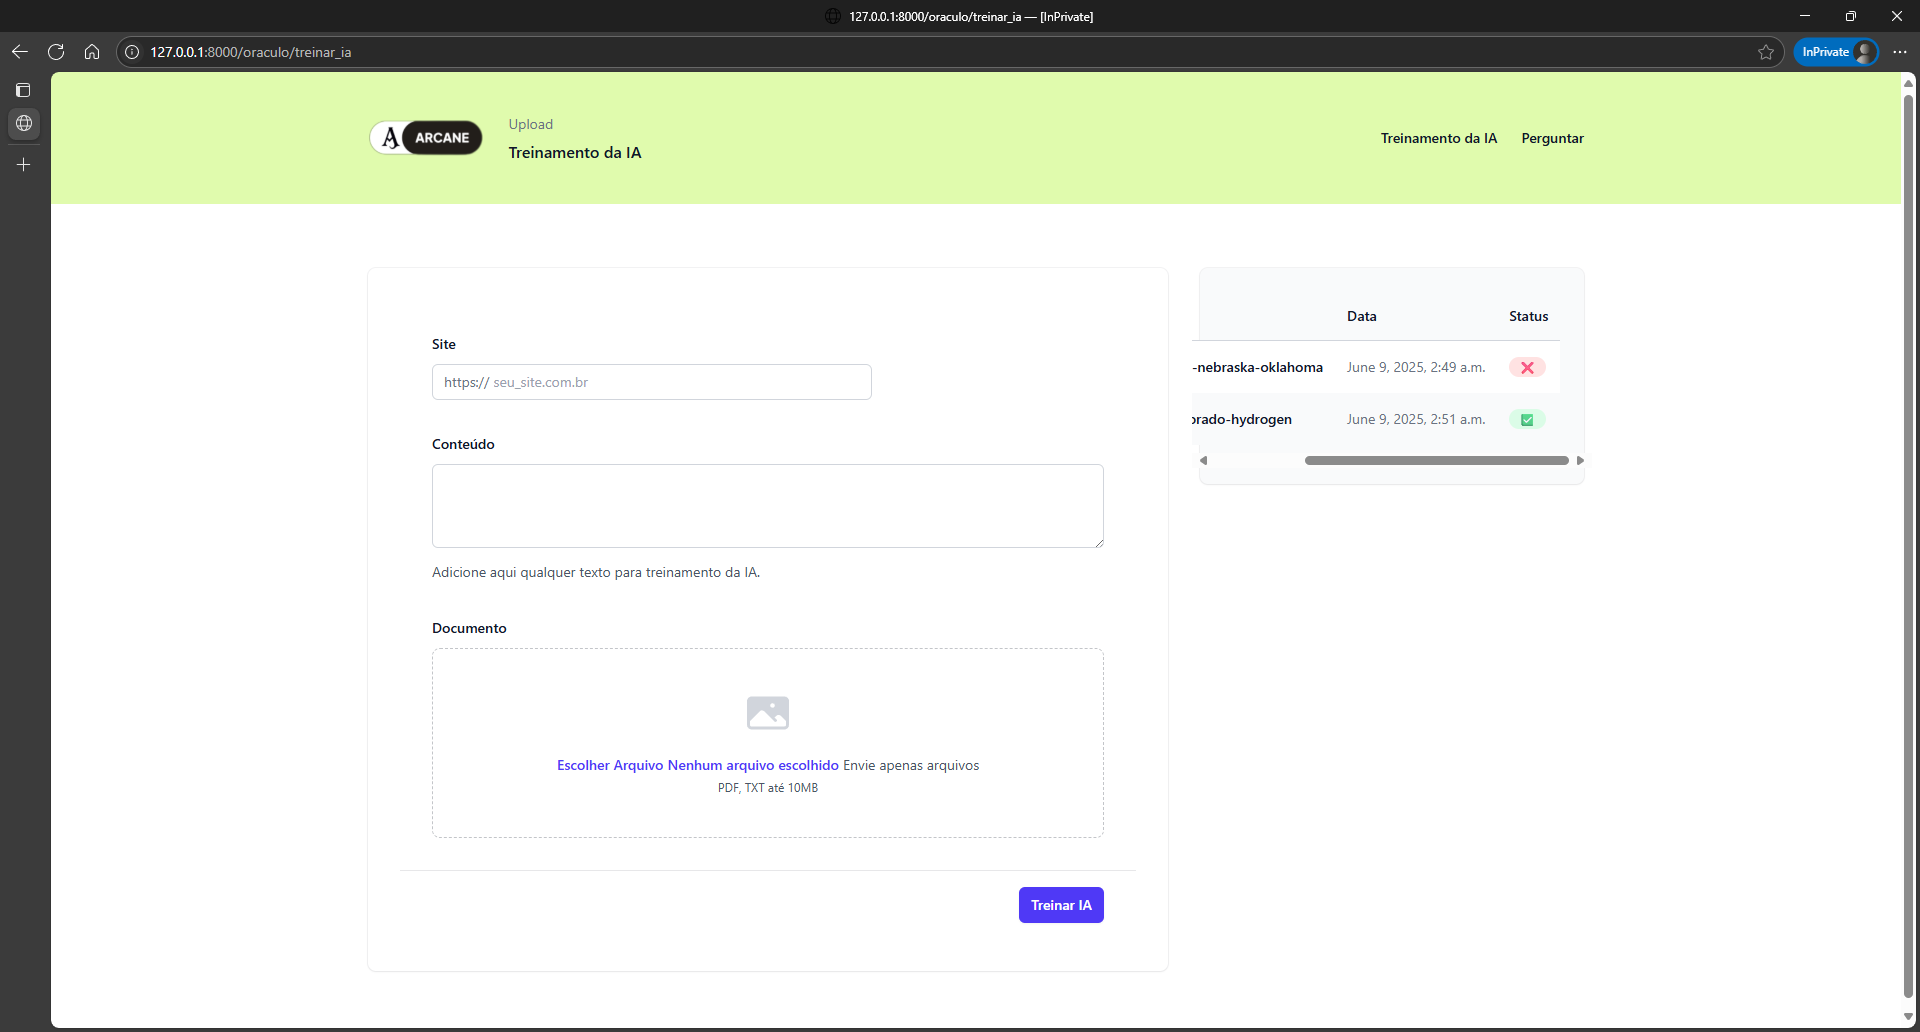 127.0.0.1:8000/oraculo/treinar_ia — [InPrivate]
127.0.0.1:8000/oraculo/treinar_ia
InPrivate
ARCANE
Upload
Treinamento da IA
Treinamento da IA Perguntar
Site
https:// seu_site.com.br
Conteúdo
Adicione aqui qualquer texto para treinamento da IA.
Documento
Escolher Arquivo Nenhum arquivo escolhido Envie apenas arquivos
PDF, TXT até 10MB
Treinar IA
Data Status
-nebraska-oklahoma June 9, 2025, 2:49 a.m.
orado-hydrogen June 9, 2025, 2:51 a.m.